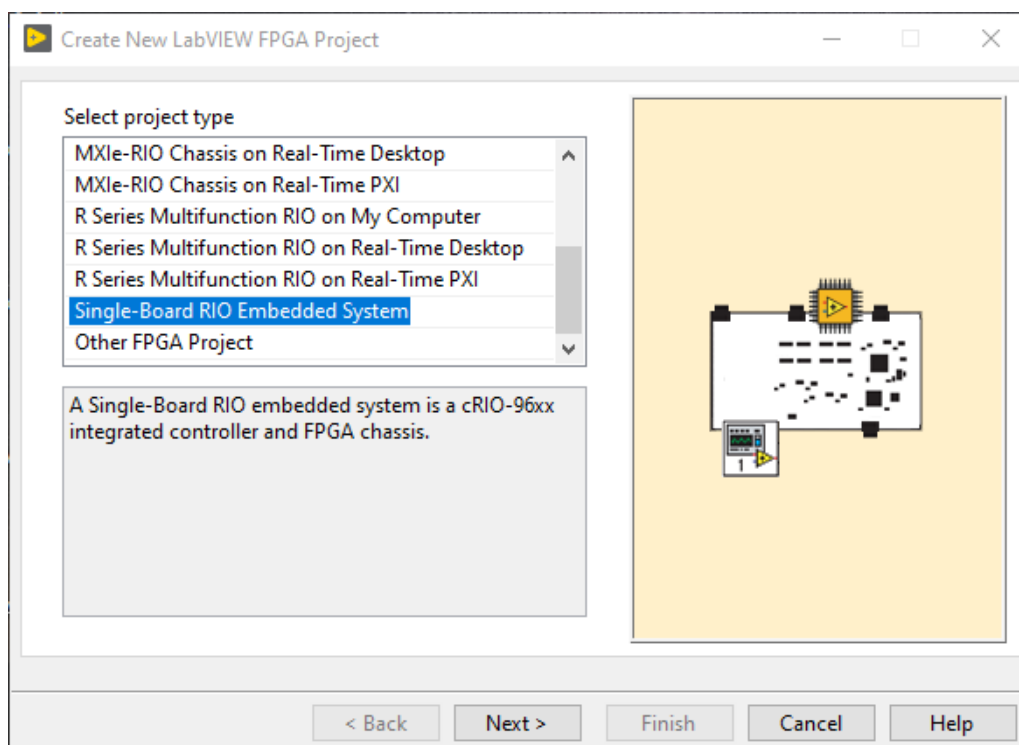 Create New LabVIEW FPGA Project
Select project type
MXIe-RIO Chassis on Real-Time Desktop
MXIe-RIO Chassis on Real-Time PXI
R Series Multifunction RIO on My Computer
R Series Multifunction RIO on Real-Time Desktop
R Series Multifunction RIO on Real-Time PXI
Single-Board RIO Embedded System
Other FPGA Project
A Single-Board RIO embedded system is a cRIO-96xx
integrated controller and FPGA chassis.
1
< Back Next > Finish Cancel Help